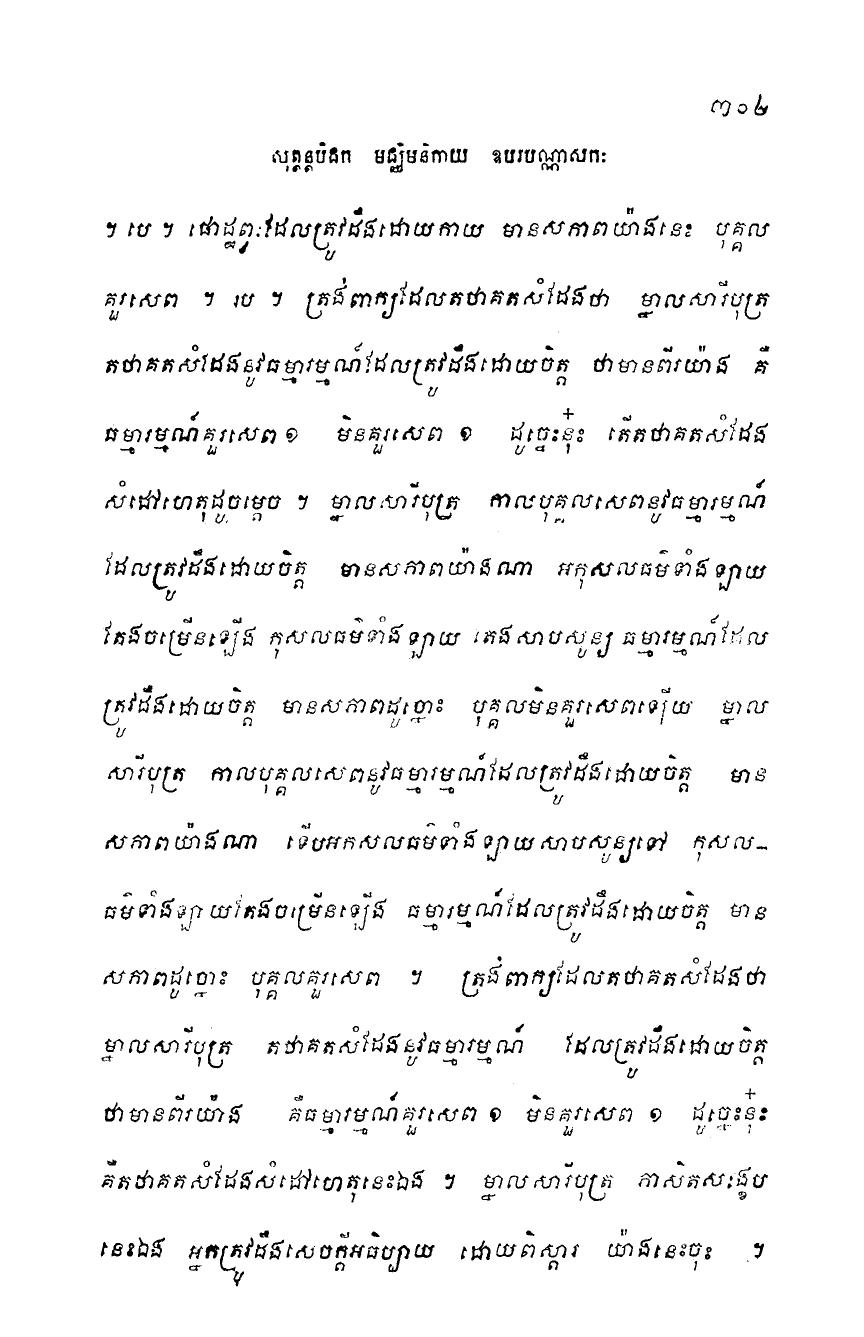 ៣០៤
សុត្តន្តបិដក មជ្ឈិមនិកាយ ឧបរិបណ្ណាសកៈ
។ បេ ។ ផោដ្ឋព្វៈដែលត្រូវដឹងដោយកាយ មានសភាពយ៉ាងនេះ បុគ្គល
គួរសេព ។ បេ ។ ត្រង់ពាក្យដែលតថាគតសំដែងថា ម្នាលសារីបុត្រ
តថាគតសំដែងនូវធម្មារម្មណ៍ដែលត្រូវដឹងដោយចិត្ត ថាមានពីរយ៉ាង គឺ
ធម្មារម្មណ៍គួរសេព ១ មិនគួរសេព ១ ដូច្នេះនុ៎ះ តើតថាគតសំដែង
សំដៅហេតុដូចម្តេច ។ ម្នាលសារីបុត្រ កាលបុគ្គលសេពនូវធម្មារម្មណ៍
ដែលត្រូវដឹងដោយចិត្ត មានសភាពយ៉ាងណា អកុសលធម៌ទាំងឡាយ
តែងចម្រើនឡើង កុសលធម៌ទាំងឡាយ តេងសាបសូន្យ ធម្មារម្មណ៍ដែល
ត្រូវដឹងដោយចិត្ត មានសភាពដូច្នោះ បុគ្គលមិនគួរសេពឡើយ ម្នាល
សារីបុត្រ កាលបុគ្គលសេពនូវធម្មារម្មណ៍ដែលត្រូវដឹងដោយចិត្ត មាន
សភាពយ៉ាងណា ទើបអកសលធម៌ទាំងឡាយសាបសូន្យទៅ កុសល-
ធម៌ទាំងឡាយតែងចម្រើនឡើង ធម្មារម្មណ៍ដែលត្រូវដឹងដោយចិត្ត មាន
សភាពដូច្នោះ បុគ្គលគួរសេព ។ ត្រង់ពាក្យដែលតថាគតសំដែងថា
ម្នាលសារីបុត្រ តថាគតសំដែងនូវធម្មារម្មណ៍ ដែលត្រូវដឹងដោយចិត្ត
ថាមានពីរយ៉ាង គឺធម្មារម្មណ៍គួរសេព ១ មិនគួរសេព ១ ដូច្នេះនុ៎ះ
គឺតថាគតសំដែងសំដៅហេតុនេះឯង ។ ម្នាលសារីបុត្រ ភាសិតសង្ខេប
នេះឯង អ្នកត្រូវដឹងសេចក្តីអធិប្បាយ ដោយពិស្តារ យ៉ាងនេះចុះ ។